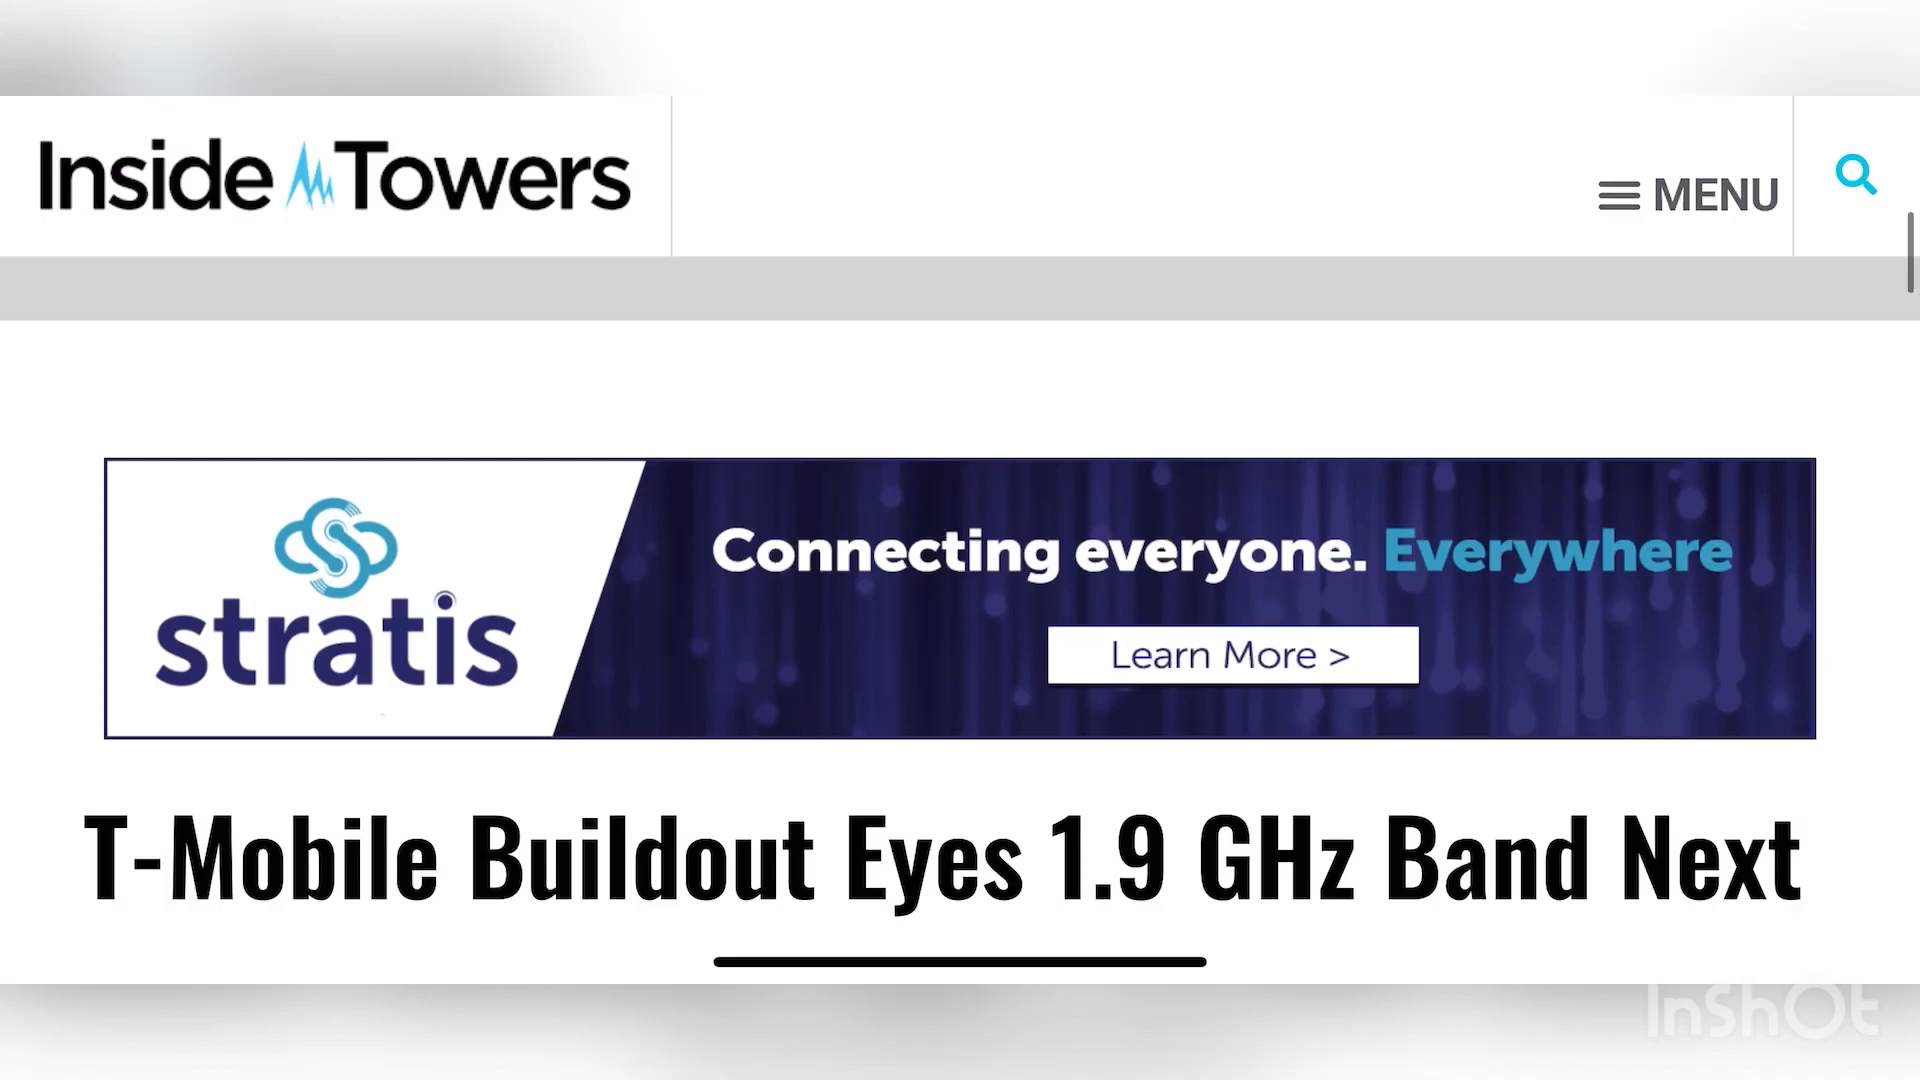 Inside Towers
MENU
stratis
Connecting everyone. Everywhere
Learn More >
T-Mobile Buildout Eyes 1.9 GHz Band Next
InShOt